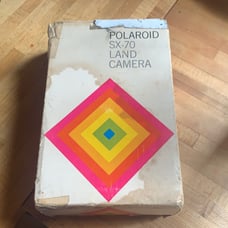 POLAROID
SX-70
LAND
CAMERA